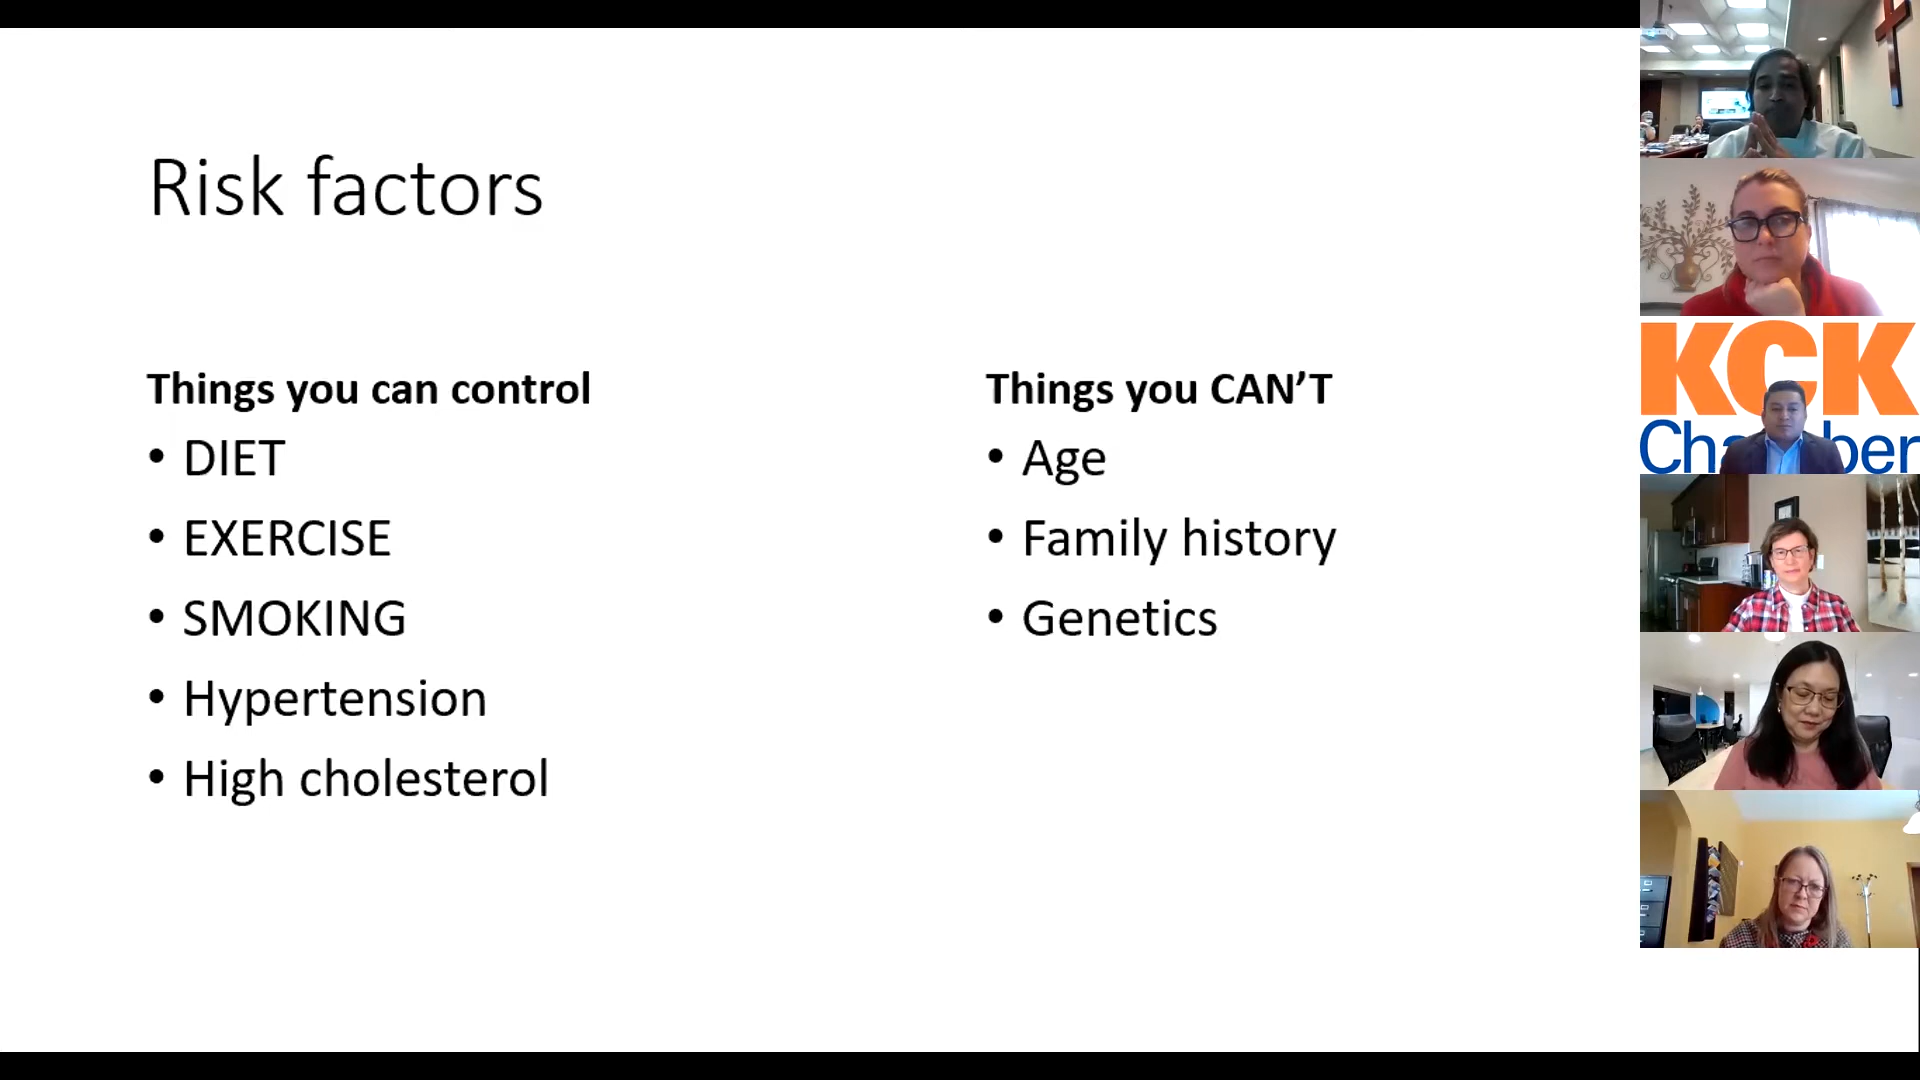 Risk factors
Things you can control
• DIET
• EXERCISE
• SMOKING
• Hypertension
• High cholesterol
Things you CAN’T
• Age
• Family history
• Genetics
KCK